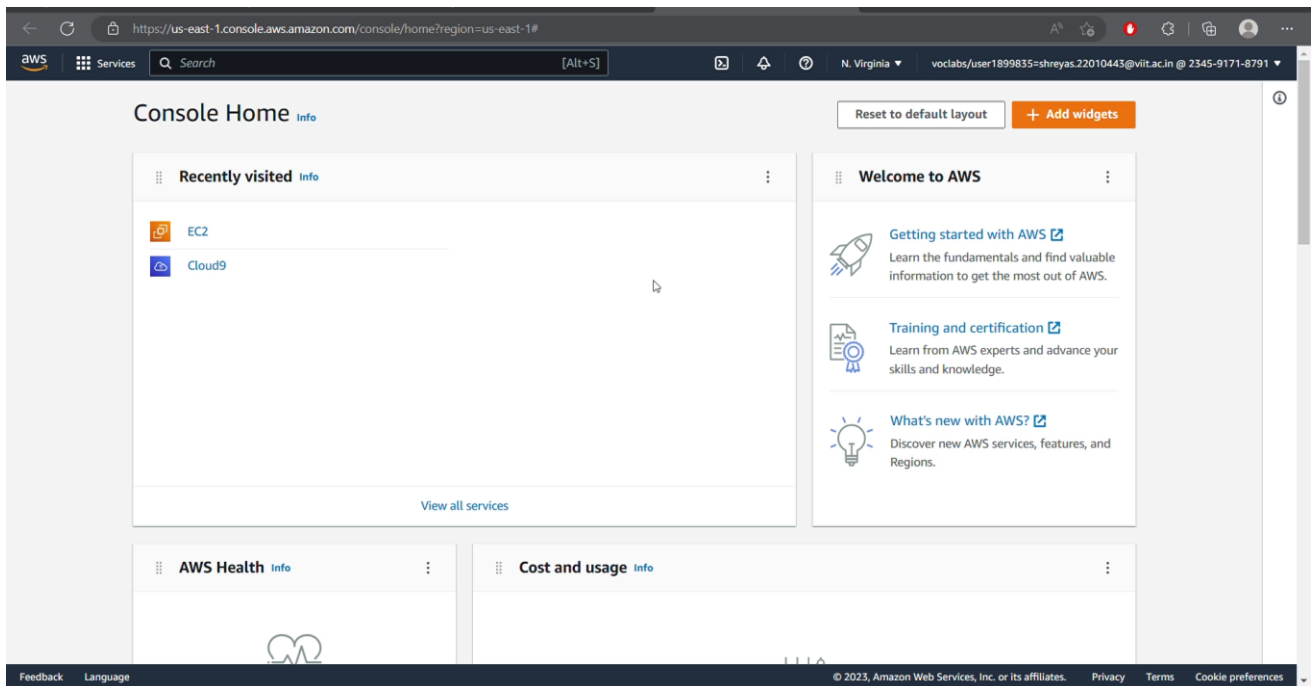 https://us-east-1.console.aws.amazon.com/console/home?region=us-east-1#
aws
Services
Search
[Alt+S]
N. Virginia
voclabs/user1899835=shreyas.22010443@viit.ac.in @ 2345-9171-8791
Console Home Info
Reset to default layout
+ Add widgets
Recently visited Info
EC2
Cloud9
View all services
Welcome to AWS
Getting started with AWS
Learn the fundamentals and find valuable
information to get the most out of AWS.
Training and certification
Learn from AWS experts and advance your
skills and knowledge.
What's new with AWS?
Discover new AWS services, features, and
Regions.
AWS Health Info
Cost and usage Info
Feedback
Language
© 2023, Amazon Web Services, Inc. or its affiliates.
Privacy
Terms
Cookie preferences